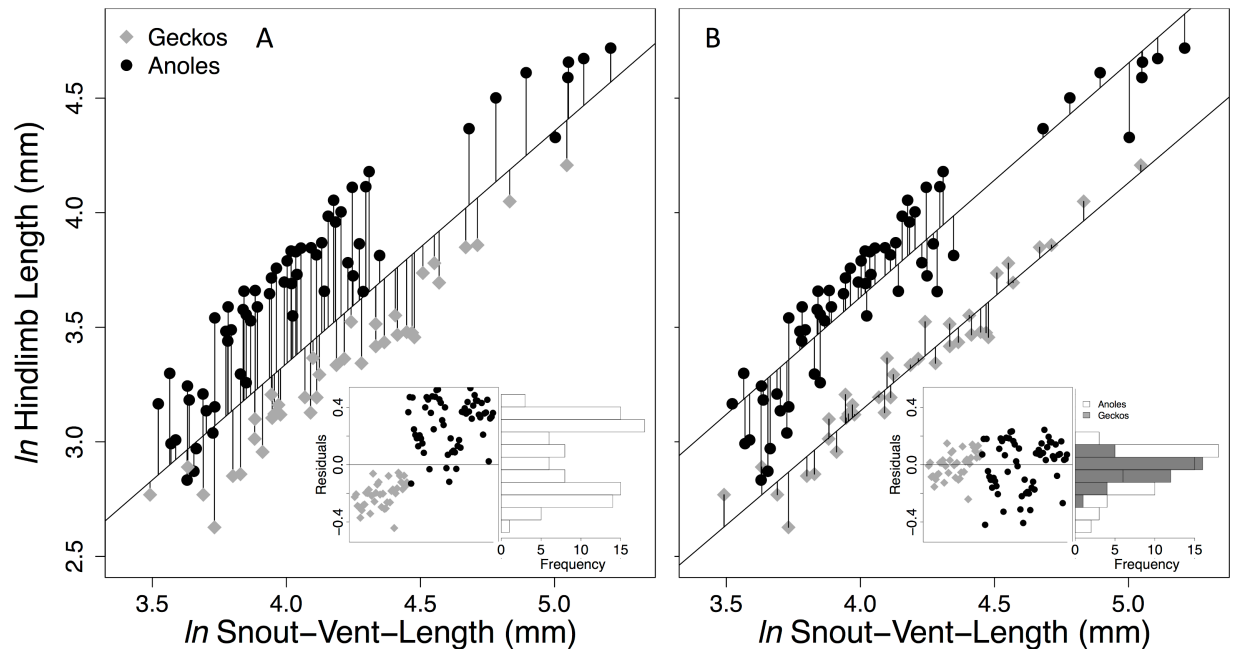 Geckos
Anoles
A
B
ln Hindlimb Length (mm)
4.5
4.0
3.5
3.0
2.5
Residuals
0.4
0.0
−0.4
0 5 10 15
Frequency
3.5 4.0 4.5 5.0
ln Snout−Vent−Length (mm)
Residuals
0.4
0.0
−0.4
Anoles
Geckos
0 5 10 15
Frequency
3.5 4.0 4.5 5.0
ln Snout−Vent−Length (mm)